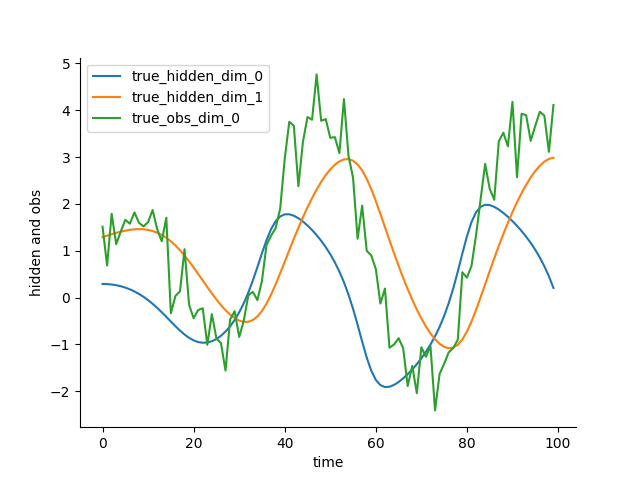 true_hidden_dim_0
true_hidden_dim_1
true_obs_dim_0
hidden and obs
5
4
3
2
1
0
−1
−2
0 20 40 60 80 100
time